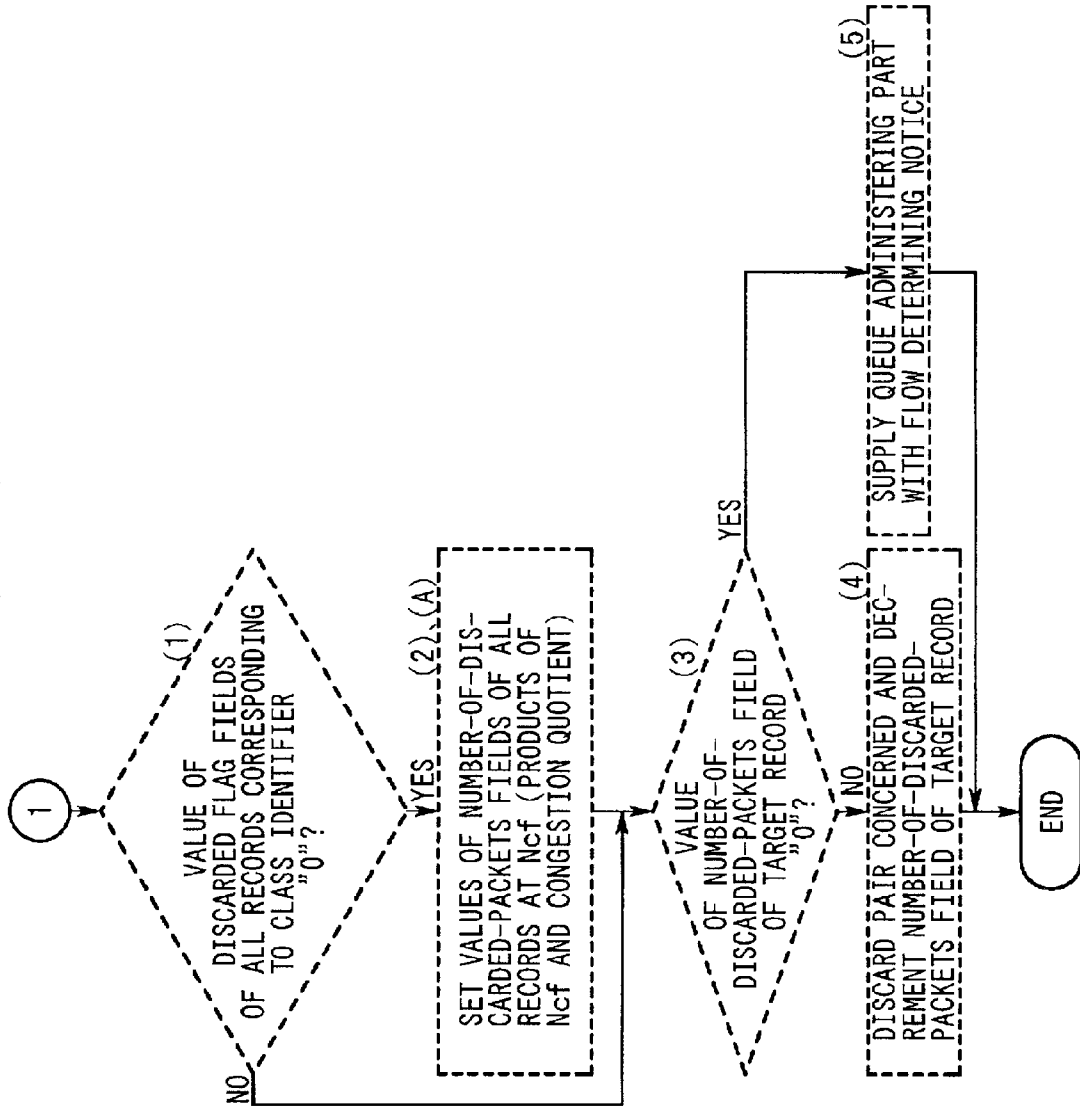 1
(1)
VALUE OF
DISCARDED FLAG FIELDS
OF ALL RECORDS CORRESPONDING
TO CLASS IDENTIFIER
"0"?
NO
YES
(2), (A)
SET VALUES OF NUMBER-OF-DIS-
CARDED-PACKETS FIELDS OF ALL
RECORDS AT Ncf (PRODUCTS OF
Ncf AND CONGESTION QUOTIENT)
(3)
VALUE
OF NUMBER-OF-
DISCARDED-PACKETS FIELD
OF TARGET RECORD
"0"?
YES
NO
(4)
DISCARD PAIR CONCERNED AND DEC-
REMENT NUMBER-OF-DISCARDED-
PACKETS FIELD OF TARGET RECORD
(5)
SUPPLY QUEUE ADMINISTERING PART
WITH FLOW DETERMINING NOTICE
END